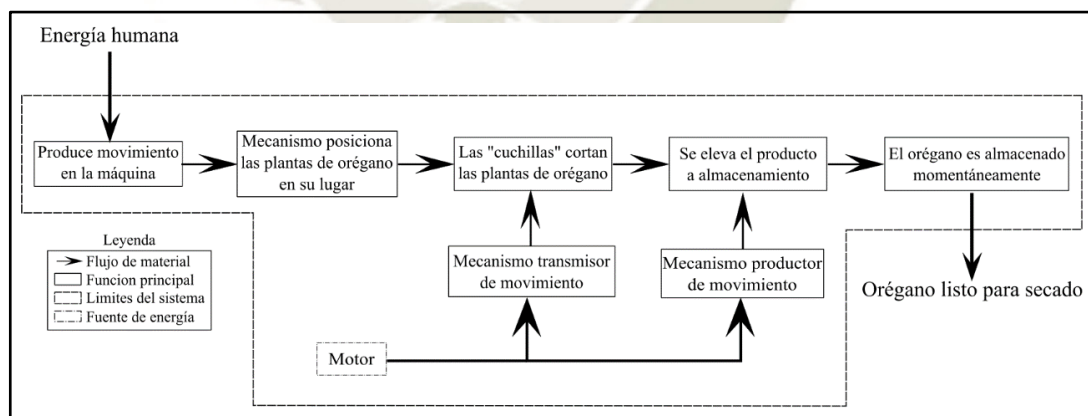 Energía humana
Produce movimiento
en la máquina
Mecanismo posiciona
las plantas de orégano
en su lugar
Las "cuchillas" cortan
las plantas de orégano
Se eleva el producto
a almacenamiento
El orégano es almacenado
momentáneamente
Leyenda
Flujo de material
Funcion principal
Limites del sistema
Fuente de energía
Mecanismo transmisor
de movimiento
Mecanismo productor
de movimiento
Orégano listo para secado
Motor